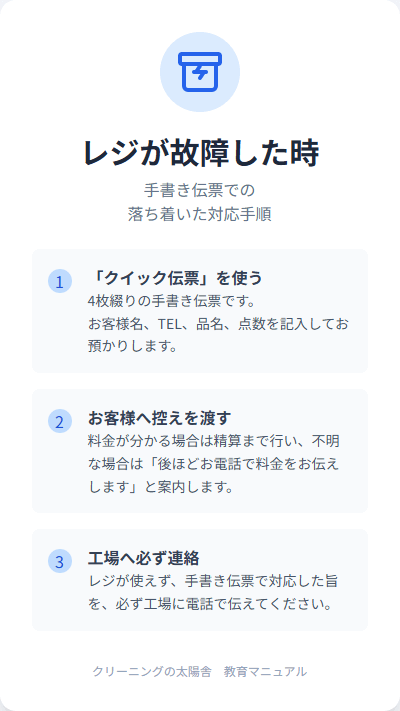 レジが故障した時
手書き伝票での
落ち着いた対応手順
1
「クイック伝票」を使う
4枚綴りの手書き伝票です。
お客様名、TEL、品名、点数を記入してお
預かりします。
2
お客様へ控えを渡す
料金が分かる場合は精算まで行い、不明
な場合は「後ほどお電話で料金をお伝え
します」と案内します。
3
工場へ必ず連絡
レジが使えず、手書き伝票で対応した旨
を、必ず工場に電話で伝えてください。
クリーニングの太陽舎　教育マニュアル